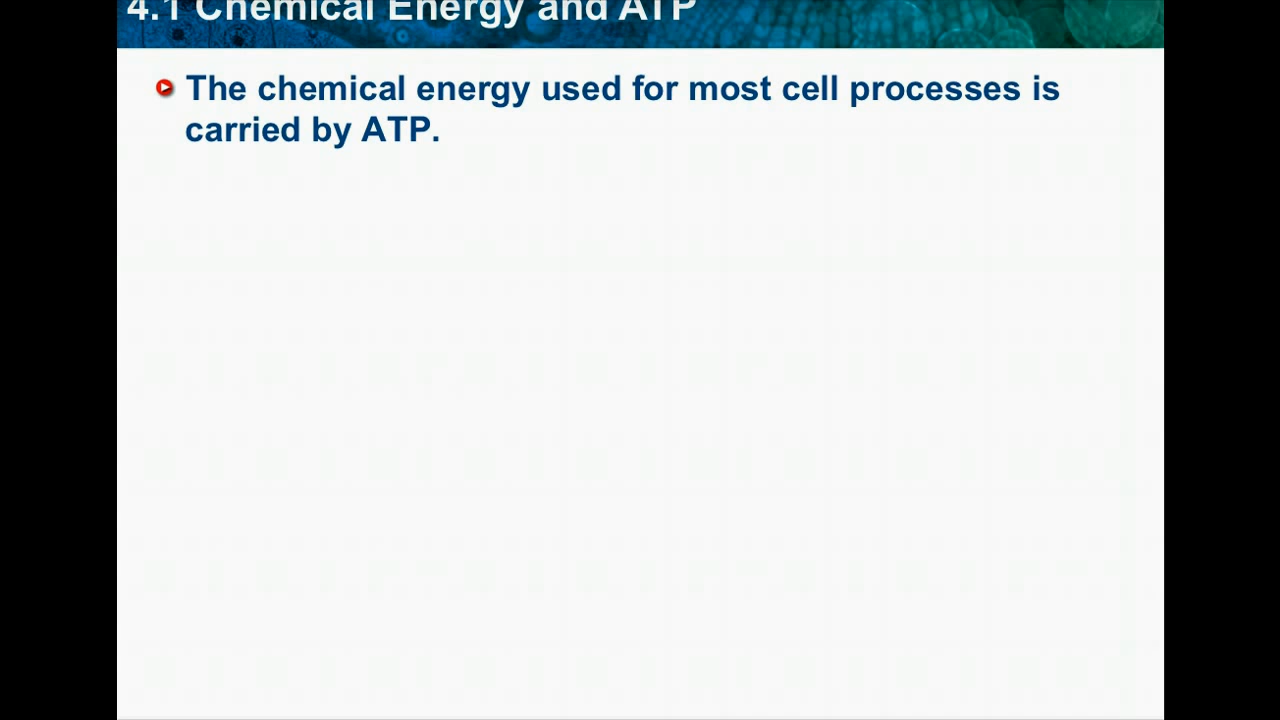 4.1 Chemical Energy and ATP
The chemical energy used for most cell processes is
carried by ATP.